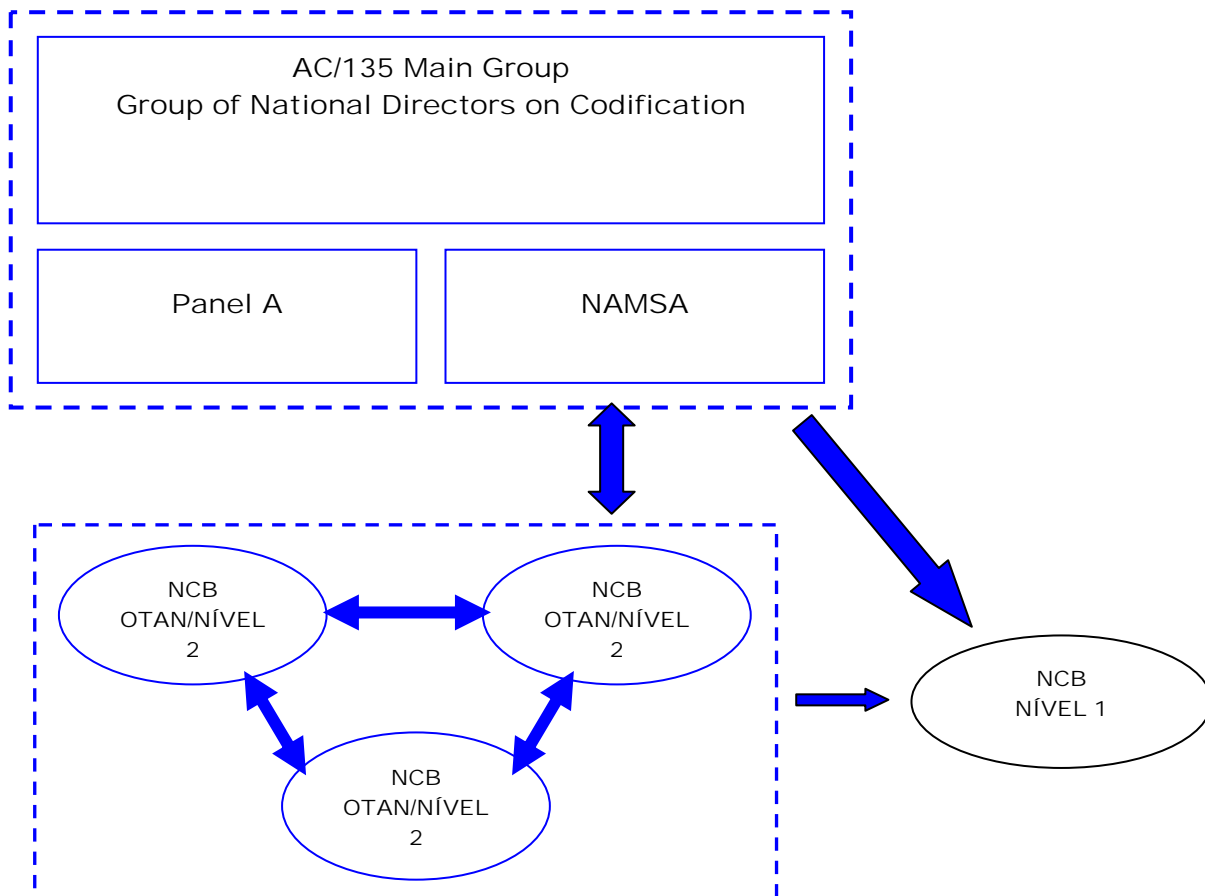 AC/135 Main Group
Group of National Directors on Codification
Panel A
NAMSA
NCB
OTAN/NÍVEL
2
NCB
OTAN/NÍVEL
2
NCB
OTAN/NÍVEL
2
NCB
NÍVEL 1